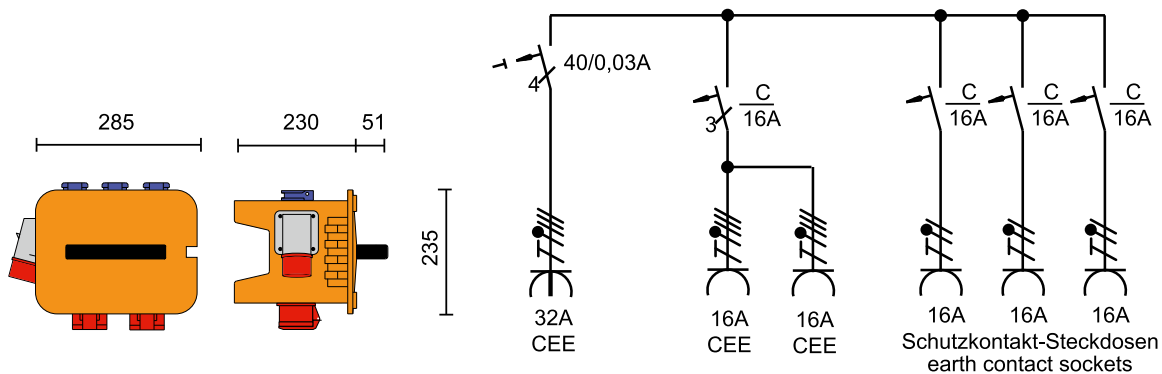 285
230
51
235
40/0,03A
4
C
16A
3
C
16A
C
16A
C
16A
32A
CEE
16A
CEE
16A
CEE
16A
16A
16A
Schutzkontakt-Steckdosen
earth contact sockets